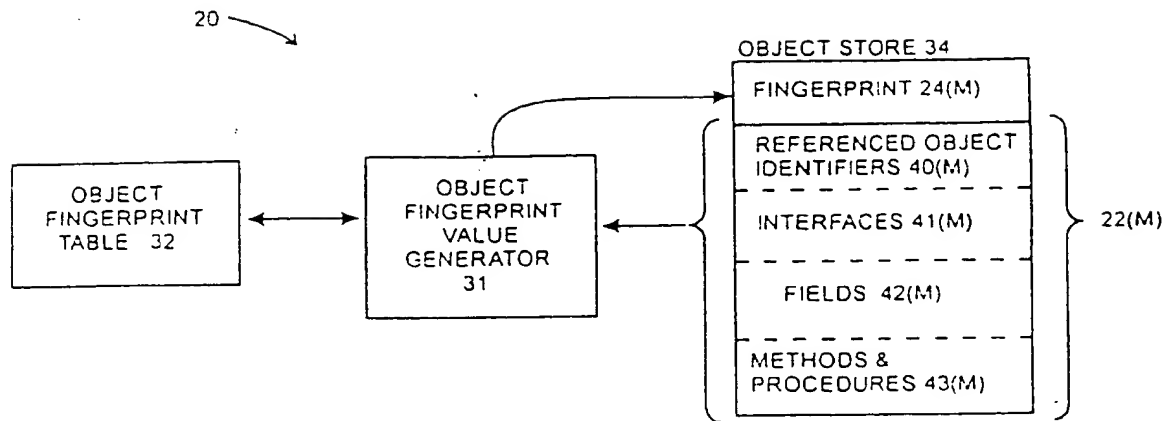 20
OBJECT STORE 34
FINGERPRINT 24(M)
REFERENCED OBJECT
IDENTIFIERS 40(M)
INTERFACES 41(M)
FIELDS 42(M)
METHODS &
PROCEDURES 43(M)
22(M)
OBJECT
FINGERPRINT
VALUE
GENERATOR
31
OBJECT
FINGERPRINT
TABLE 32